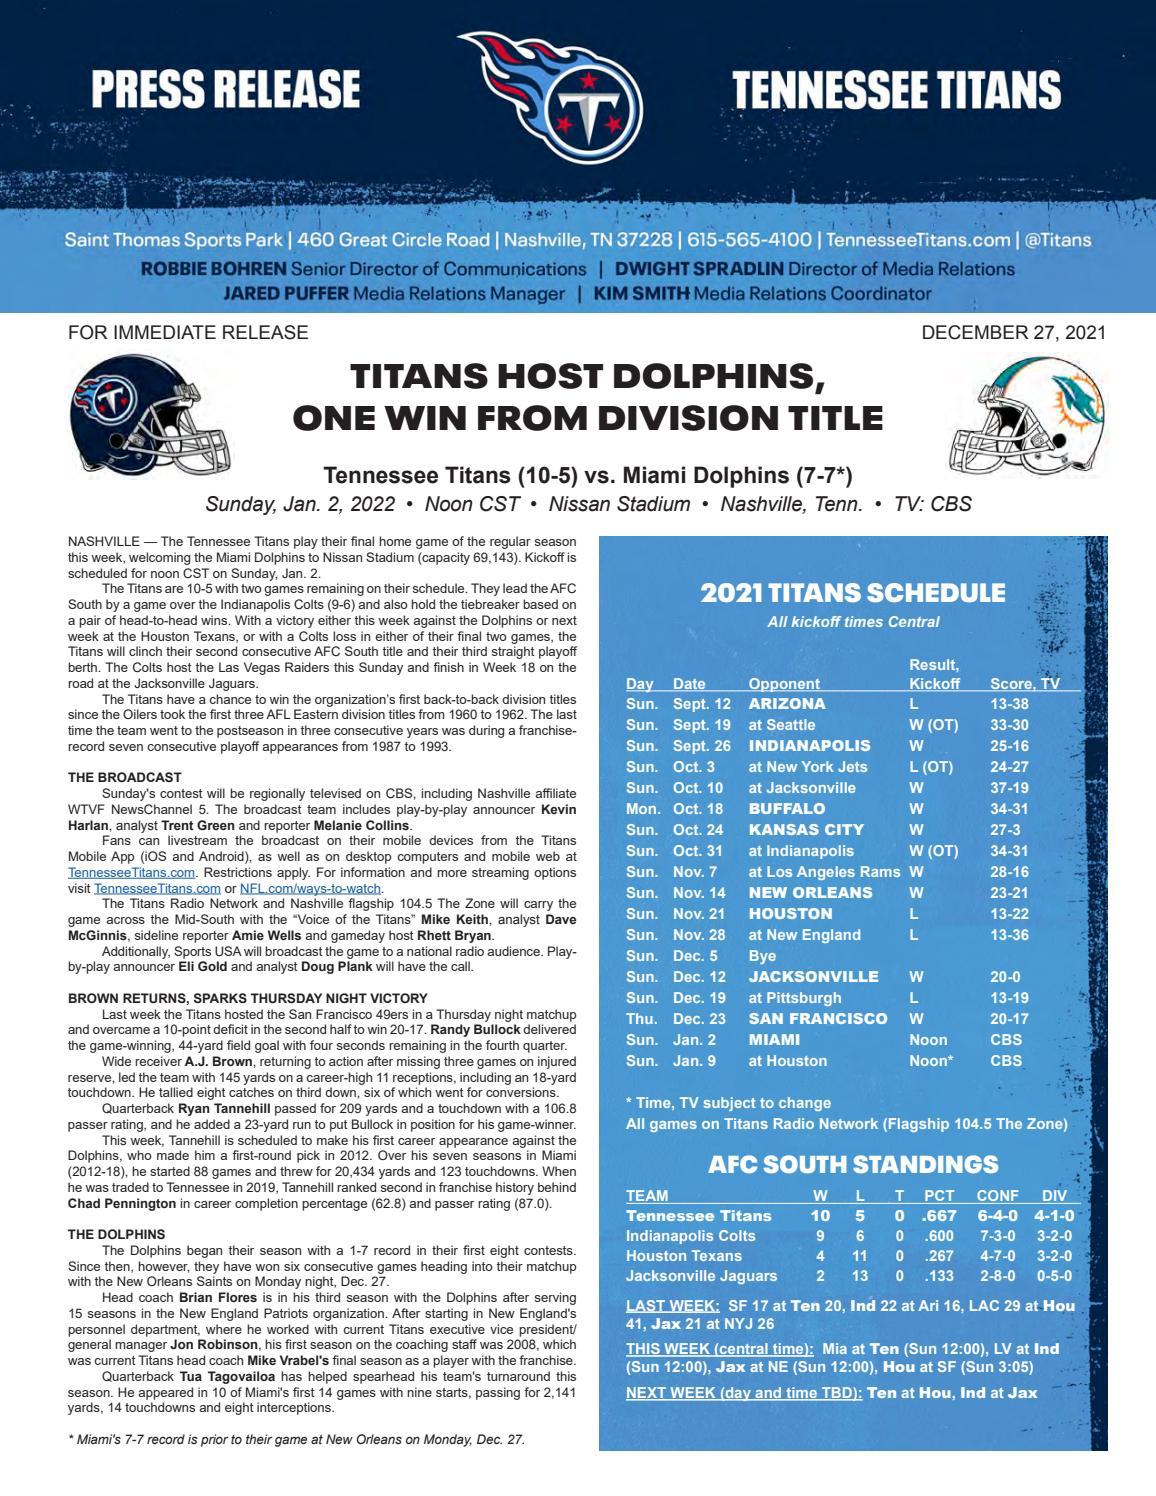 PRESS RELEASE
TENNESSEE TITANS
Saint Thomas Sports Park | 460 Great Circle Road | Nashville, TN 37228 | 615-565-4100 | TennesseeTitans.com | @Titans
ROBBIE BOHREN Senior Director of Communications | DWIGHT SPRADLIN Director of Media Relations
JARED PUFFER Media Relations Manager | KIM SMITH Media Relations Coordinator
FOR IMMEDIATE RELEASE
DECEMBER 27, 2021
TITANS HOST DOLPHINS,
ONE WIN FROM DIVISION TITLE
Tennessee Titans (10-5) vs. Miami Dolphins (7-7*)
Sunday, Jan. 2, 2022 • Noon CST • Nissan Stadium • Nashville, Tenn. • TV: CBS
NASHVILLE — The Tennessee Titans play their final home game of the regular season
this week, welcoming the Miami Dolphins to Nissan Stadium (capacity 69,143). Kickoff is
scheduled for noon CST on Sunday, Jan. 2.
The Titans are 10-5 with two games remaining on their schedule. They lead the AFC
South by a game over the Indianapolis Colts (9-6) and also hold the tiebreaker based on
a pair of head-to-head wins. With a victory either this week against the Dolphins or next
week at the Houston Texans, or with a Colts loss in either of their final two games, the
Titans will clinch their second consecutive AFC South title and their third straight playoff
berth. The Colts host the Las Vegas Raiders this Sunday and finish in Week 18 on the
road at the Jacksonville Jaguars.
The Titans have a chance to win the organization's first back-to-back division titles
since the Oilers took the first three AFL Eastern division titles from 1960 to 1962. The last
time the team went to the postseason in three consecutive years was during a franchise-
record seven consecutive playoff appearances from 1987 to 1993.
THE BROADCAST
Sunday's contest will be regionally televised on CBS, including Nashville affiliate
WTVF NewsChannel 5. The broadcast team includes play-by-play announcer Kevin
Harlan, analyst Trent Green and reporter Melanie Collins.
Fans can livestream the broadcast on their mobile devices from the Titans
Mobile App (iOS and Android), as well as on desktop computers and mobile web at
TennesseeTitans.com. Restrictions apply. For information and more streaming options
visit TennesseeTitans.com or NFL.com/ways-to-watch.
The Titans Radio Network and Nashville flagship 104.5 The Zone will carry the
game across the Mid-South with the “Voice of the Titans” Mike Keith, analyst Dave
McGinnis, sideline reporter Amie Wells and gameday host Rhett Bryan.
Additionally, Sports USA will broadcast the game to a national radio audience. Play-
by-play announcer Eli Gold and analyst Doug Plank will have the call.
BROWN RETURNS, SPARKS THURSDAY NIGHT VICTORY
Last week the Titans hosted the San Francisco 49ers in a Thursday night matchup
and overcame a 10-point deficit in the second half to win 20-17. Randy Bullock delivered
the game-winning, 44-yard field goal with four seconds remaining in the fourth quarter.
Wide receiver A.J. Brown, returning to action after missing three games on injured
reserve, led the team with 145 yards on a career-high 11 receptions, including an 18-yard
touchdown. He tallied eight catches on third down, six of which went for conversions.
Quarterback Ryan Tannehill passed for 209 yards and a touchdown with a 106.8
passer rating, and he added a 23-yard run to put Bullock in position for his game-winner.
This week, Tannehill is scheduled to make his first career appearance against the
Dolphins, who made him a first-round pick in 2012. Over his seven seasons in Miami
(2012-18), he started 88 games and threw for 20,434 yards and 123 touchdowns. When
he was traded to Tennessee in 2019, Tannehill ranked second in franchise history behind
Chad Pennington in career completion percentage (62.8) and passer rating (87.0).
THE DOLPHINS
The Dolphins began their season with a 1-7 record in their first eight contests.
Since then, however, they have won six consecutive games heading into their matchup
with the New Orleans Saints on Monday night, Dec. 27.
Head coach Brian Flores is in his third season with the Dolphins after serving
15 seasons in the New England Patriots organization. After starting in New England's
personnel department, where he worked with current Titans executive vice president/
general manager Jon Robinson, his first season on the coaching staff was 2008, which
was current Titans head coach Mike Vrabel's final season as a player with the franchise.
Quarterback Tua Tagovailoa has helped spearhead his team's turnaround this
season. He appeared in 10 of Miami's first 14 games with nine starts, passing for 2,141
yards, 14 touchdowns and eight interceptions.
* Miami's 7-7 record is prior to their game at New Orleans on Monday, Dec. 27.
2021 TITANS SCHEDULE
All kickoff times Central
Result,
Day Date Opponent Kickoff Score, TV
Sun. Sept. 12 ARIZONA L 13-38
Sun. Sept. 19 at Seattle W (OT) 33-30
Sun. Sept. 26 INDIANAPOLIS W 25-16
Sun. Oct. 3 at New York Jets L (OT) 24-27
Sun. Oct. 10 at Jacksonville W 37-19
Mon. Oct. 18 BUFFALO W 34-31
Sun. Oct. 24 KANSAS CITY W 27-3
Sun. Oct. 31 at Indianapolis W (OT) 34-31
Sun. Nov. 7 at Los Angeles Rams W 28-16
Sun. Nov. 14 NEW ORLEANS W 23-21
Sun. Nov. 21 HOUSTON L 13-22
Sun. Nov. 28 at New England L 13-36
Sun. Dec. 5 Bye
Sun. Dec. 12 JACKSONVILLE W 20-0
Sun. Dec. 19 at Pittsburgh L 13-19
Thu. Dec. 23 SAN FRANCISCO W 20-17
Sun. Jan. 2 MIAMI Noon CBS
Sun. Jan. 9 at Houston Noon* CBS
* Time, TV subject to change
All games on Titans Radio Network (Flagship 104.5 The Zone)
AFC SOUTH STANDINGS
TEAM W L T PCT CONF DIV
Tennessee Titans 10 5 0 .667 6-4-0 4-1-0
Indianapolis Colts 9 6 0 .600 7-3-0 3-2-0
Houston Texans 4 11 0 .267 4-7-0 3-2-0
Jacksonville Jaguars 2 13 0 .133 2-8-0 0-5-0
LAST WEEK: SF 17 at Ten 20, Ind 22 at Ari 16, LAC 29 at Hou
41, Jax 21 at NYJ 26
THIS WEEK (central time): Mia at Ten (Sun 12:00), LV at Ind
(Sun 12:00), Jax at NE (Sun 12:00), Hou at SF (Sun 3:05)
NEXT WEEK (day and time TBD): Ten at Hou, Ind at Jax